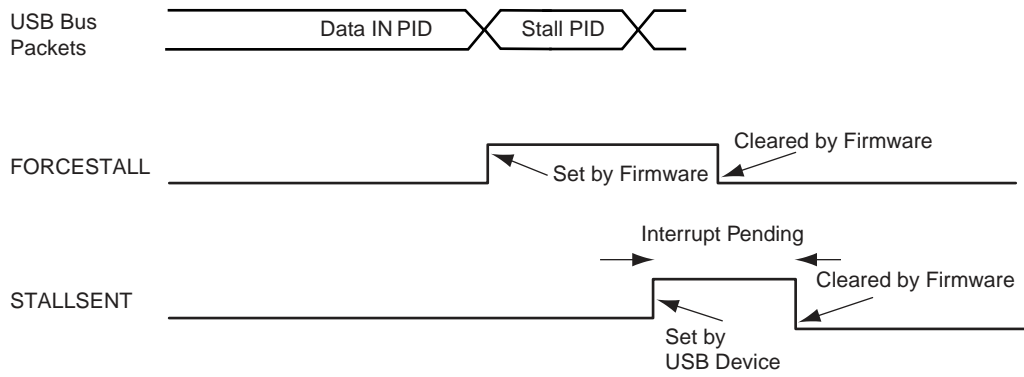 USB Bus
Packets
Data IN PID
Stall PID
FORCESTALL
Set by Firmware
Cleared by Firmware
Interrupt Pending
STALLSENT
Cleared by Firmware
Set by
USB Device